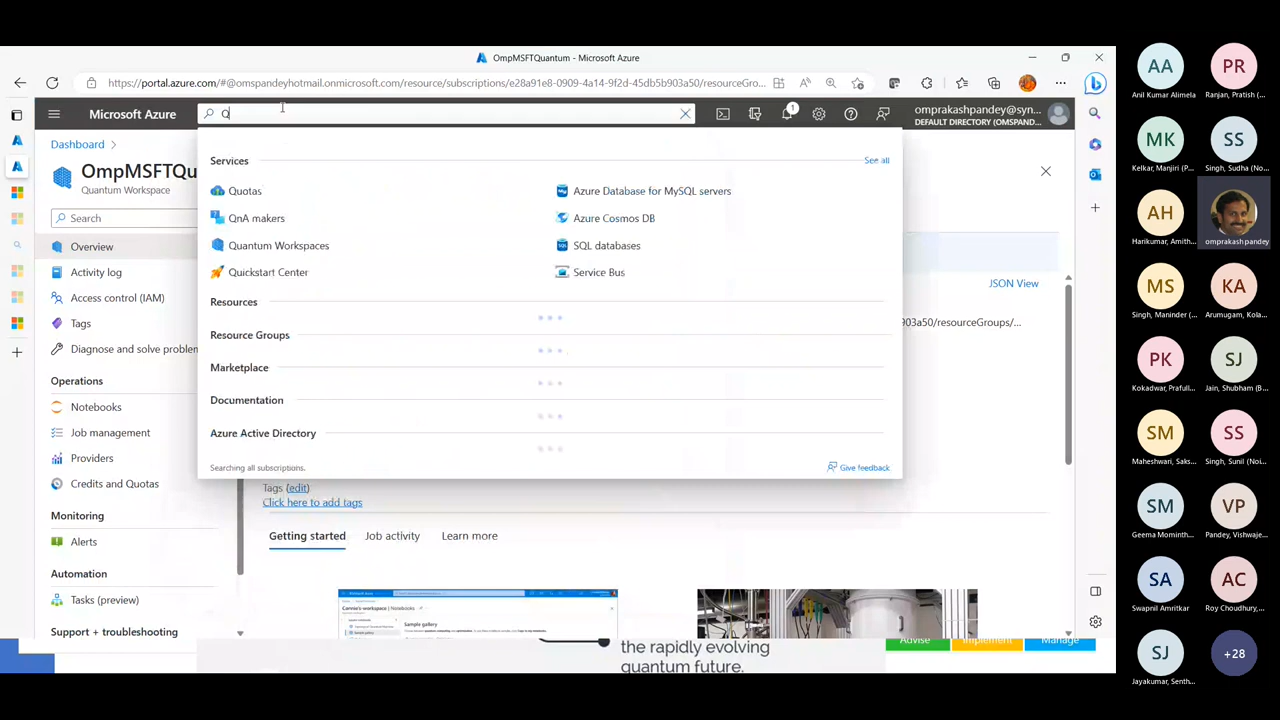 OmpMSFTQuantum - Microsoft Azure
https://portal.azure.com/#@omspandeyhotmail.onmicrosoft.com/resource/subscriptions/e28a91e8-0909-4a14-9f2d-45db5b903a50/resourceGro...
Microsoft Azure
Q
1
omprakashpandey@syn...
DEFAULT DIRECTORY (OMSPAND...
Dashboard >
OmpMSFTQu
Quantum Workspace
Search
Overview
Activity log
Access control (IAM)
Tags
Diagnose and solve problem
Operations
Notebooks
Job management
Providers
Credits and Quotas
Monitoring
Alerts
Automation
Tasks (preview)
Support + troubleshooting
Services
See all
Quotas
Azure Database for MySQL servers
QnA makers
Azure Cosmos DB
Quantum Workspaces
SQL databases
Quickstart Center
Service Bus
Resources
Resource Groups
Marketplace
Documentation
Azure Active Directory
Searching all subscriptions.
Give feedback
JSON View
903a50/resourceGroups/...
Tags (edit)
Click here to add tags
Getting started
Job activity
Learn more
Sample gallery
the rapidly evolving
quantum future.
Advise
Implement
Manage
AA
Anil Kumar Alimela
PR
Ranjan, Pratish (...
MK
Kelkar, Manjiri (P...
SS
Singh, Sudha (No...
AH
Harikumar, Amith...
omprakash pandey
MS
Singh, Maninder (...
KA
Arumugam, Kola...
PK
Kokadwar, Prafull...
SJ
Jain, Shubham (B...
SM
Maheshwari, Saks...
SS
Singh, Sunil (Noi...
SM
Geema Mominth...
VP
Pandey, Vishwaje...
SA
Swapnil Amritkar
AC
Roy Choudhury,...
SJ
Jayakumar, Senth...
+28